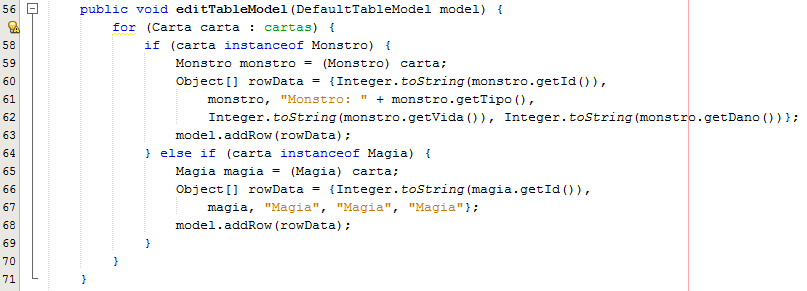 56 public void editTableModel(DefaultTableModel model) {
for (Carta carta : cartas) {
58 if (carta instanceof Monstro) {
59 Monstro monstro = (Monstro) carta;
60 Object[] rowData = {Integer.toString(monstro.getId()),
61 monstro, "Monstro: " + monstro.getTipo(),
62 Integer.toString(monstro.getVida()), Integer.toString(monstro.getDano())};
63 model.addRow(rowData);
64 } else if (carta instanceof Magia) {
65 Magia magia = (Magia) carta;
66 Object[] rowData = {Integer.toString(magia.getId()),
67 magia, "Magia", "Magia", "Magia"};
68 model.addRow(rowData);
69 }
70 }
71 }